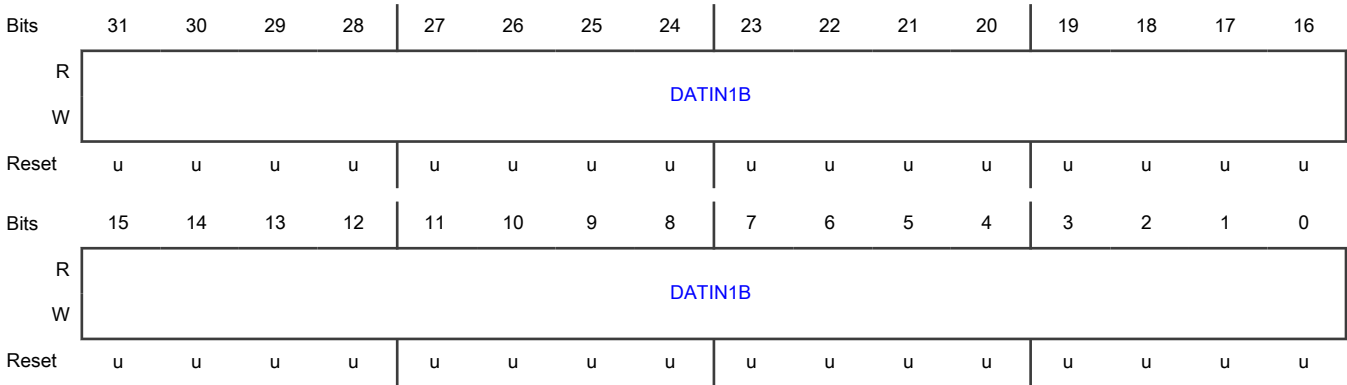 Bits 31 30 29 28 27 26 25 24 23 22 21 20 19 18 17 16
R
DATIN1B
W
Reset u u u u u u u u u u u u u u u u
Bits 15 14 13 12 11 10 9 8 7 6 5 4 3 2 1 0
R
DATIN1B
W
Reset u u u u u u u u u u u u u u u u